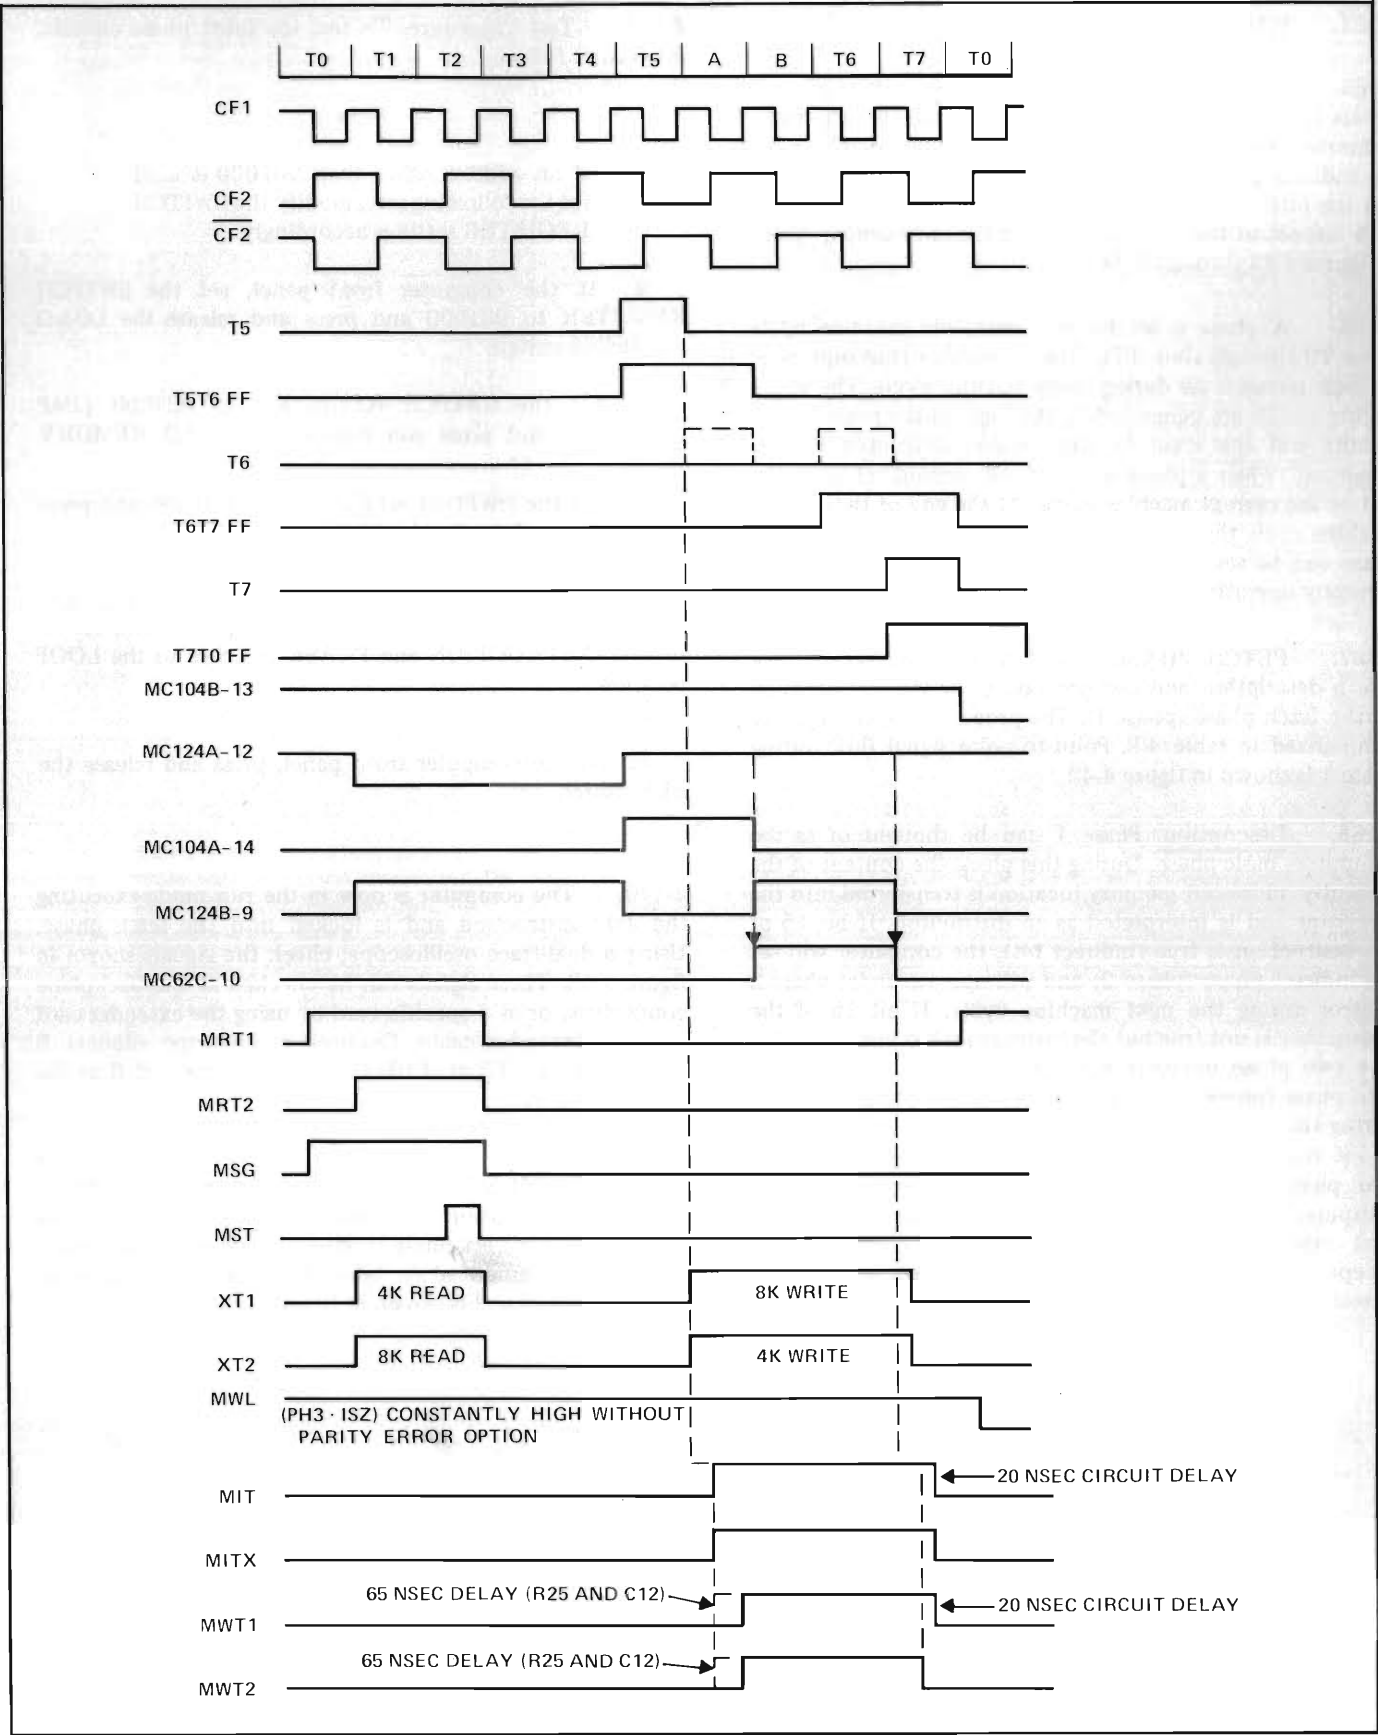 T0 T1 T2 T3 T4 T5 A B T6 T7 T0
CF1
CF2
CF2
T5
T5T6 FF
T6
T6T7 FF
T7
T7T0 FF
MC104B-13
MC124A-12
MC104A-14
MC124B-9
MC62C-10
MRT1
MRT2
MSG
MST
XT1 4K READ 8K WRITE
XT2 8K READ 4K WRITE
MWL
(PH3 · ISZ) CONSTANTLY HIGH WITHOUT
PARITY ERROR OPTION
MIT 20 NSEC CIRCUIT DELAY
MITX
65 NSEC DELAY (R25 AND C12)
MWT1 20 NSEC CIRCUIT DELAY
65 NSEC DELAY (R25 AND C12)
MWT2